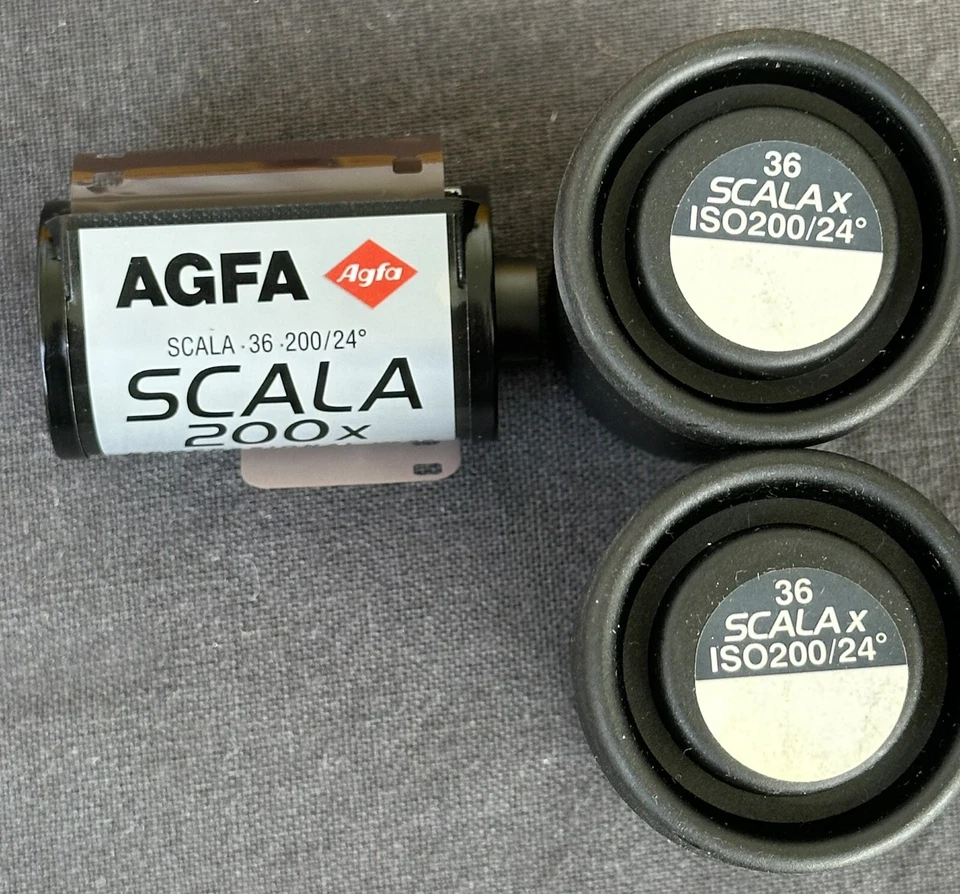 AGFA Agfa
SCALA · 36 · 200/24°
SCALA
200x
36
SCALA x
ISO200/24°
36
SCALA x
ISO200/24°